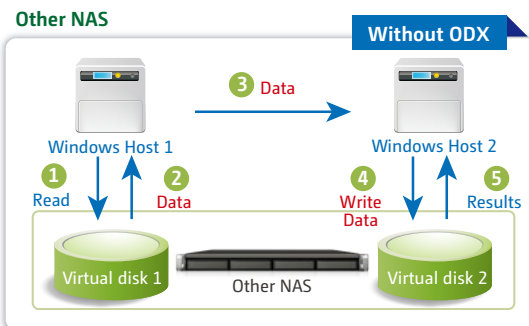 Other NAS
Without ODX
3 Data
Windows Host 1
Windows Host 2
1
Read
2
Data
4
Write
Data
5
Results
Virtual disk 1
Other NAS
Virtual disk 2